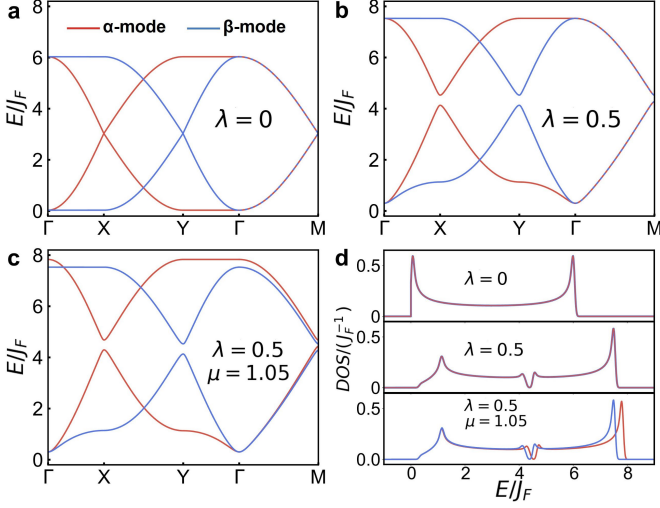 a
α-mode
β-mode
E/J_F
6
4
2
0
λ = 0
Γ
X
Y
Γ
M
b
E/J_F
8
6
4
2
0
λ = 0.5
Γ
X
Y
Γ
M
c
E/J_F
8
6
4
2
0
λ = 0.5
μ = 1.05
Γ
X
Y
Γ
M
d
DOS/(J_F^{-1})
0.5
0
λ = 0
0.5
0
λ = 0.5
0.5
0
λ = 0.5
μ = 1.05
0
2
4
6
8
E/J_F